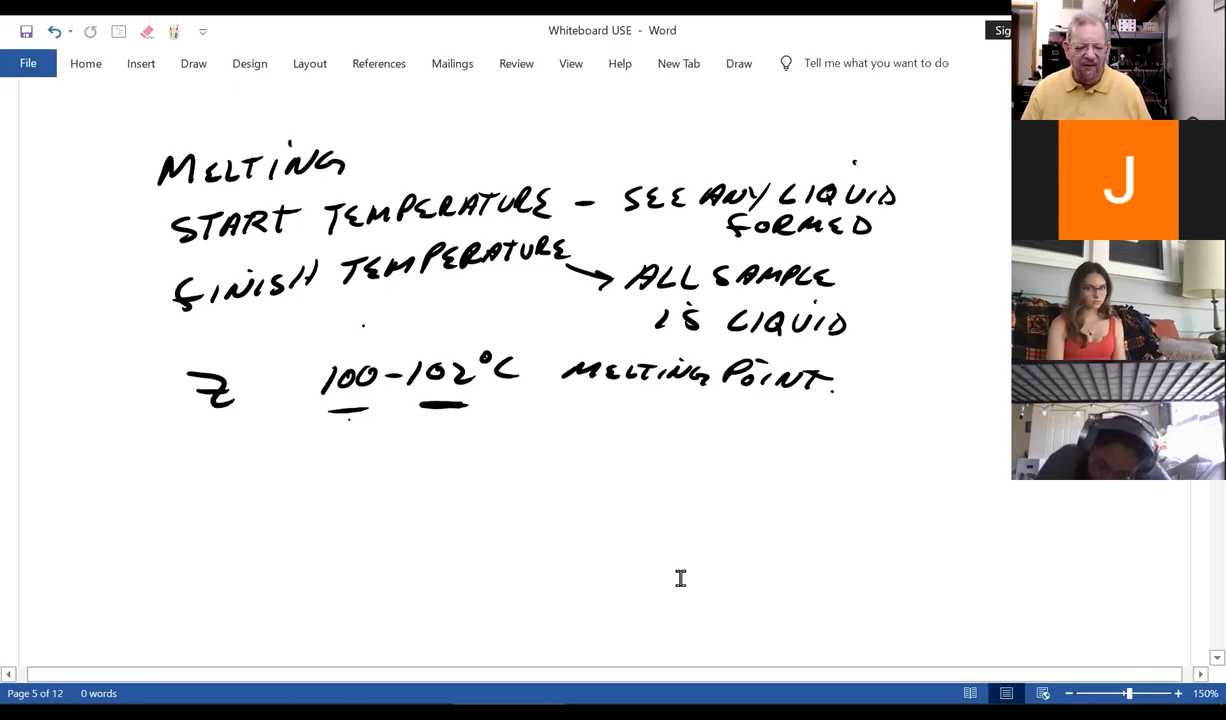 Whiteboard USE - Word
Sig
File Home Insert Draw Design Layout References Mailings Review View Help New Tab Draw Tell me what you want to do
MELTING
START TEMPERATURE - SEE ANY LIQUID
FORMED
FINISH TEMPERATURE → ALL SAMPLE
IS LIQUID
Z 100-102°C MELTING POINT.
J
Page 5 of 12 0 words 150%